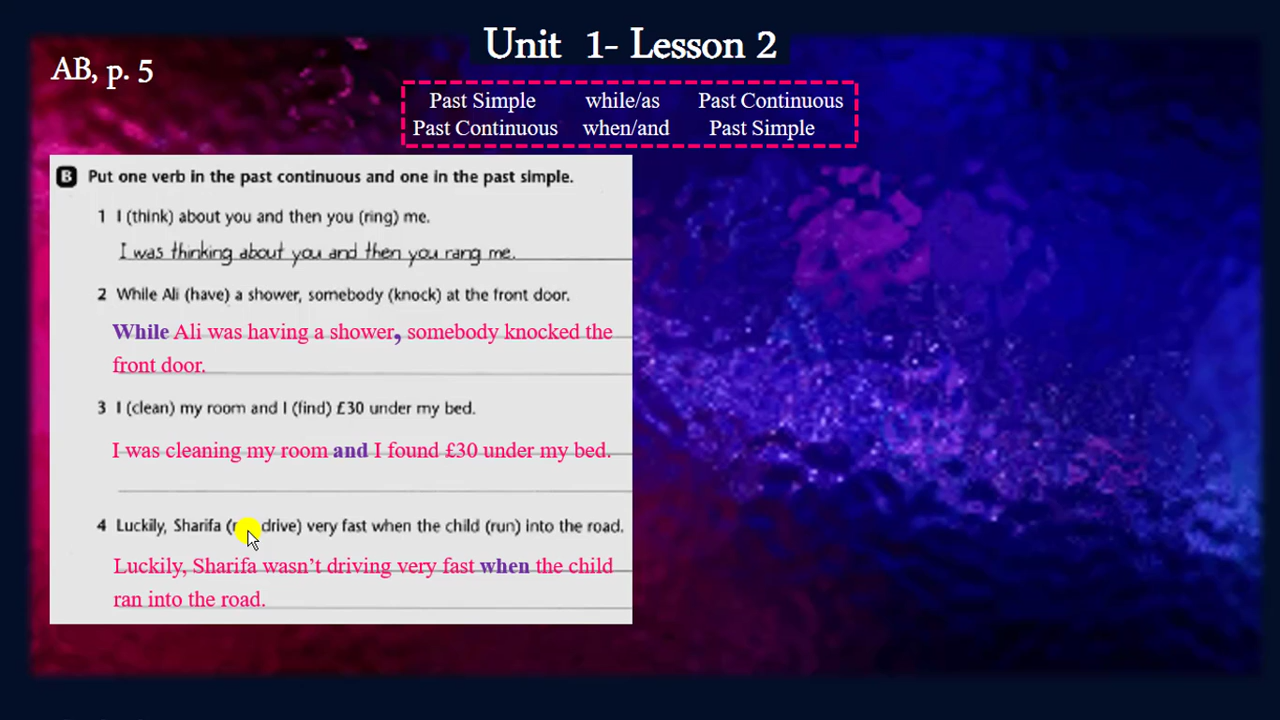 Unit 1- Lesson 2
AB, p. 5
Past Simple while/as Past Continuous
Past Continuous when/and Past Simple
B Put one verb in the past continuous and one in the past simple.
1 I (think) about you and then you (ring) me.
I was thinking about you and then you rang me.
2 While Ali (have) a shower, somebody (knock) at the front door.
While Ali was having a shower, somebody knocked the
front door.
3 I (clean) my room and I (find) £30 under my bed.
I was cleaning my room and I found £30 under my bed.
4 Luckily, Sharifa ( drive) very fast when the child (run) into the road.
Luckily, Sharifa wasn't driving very fast when the child
ran into the road.